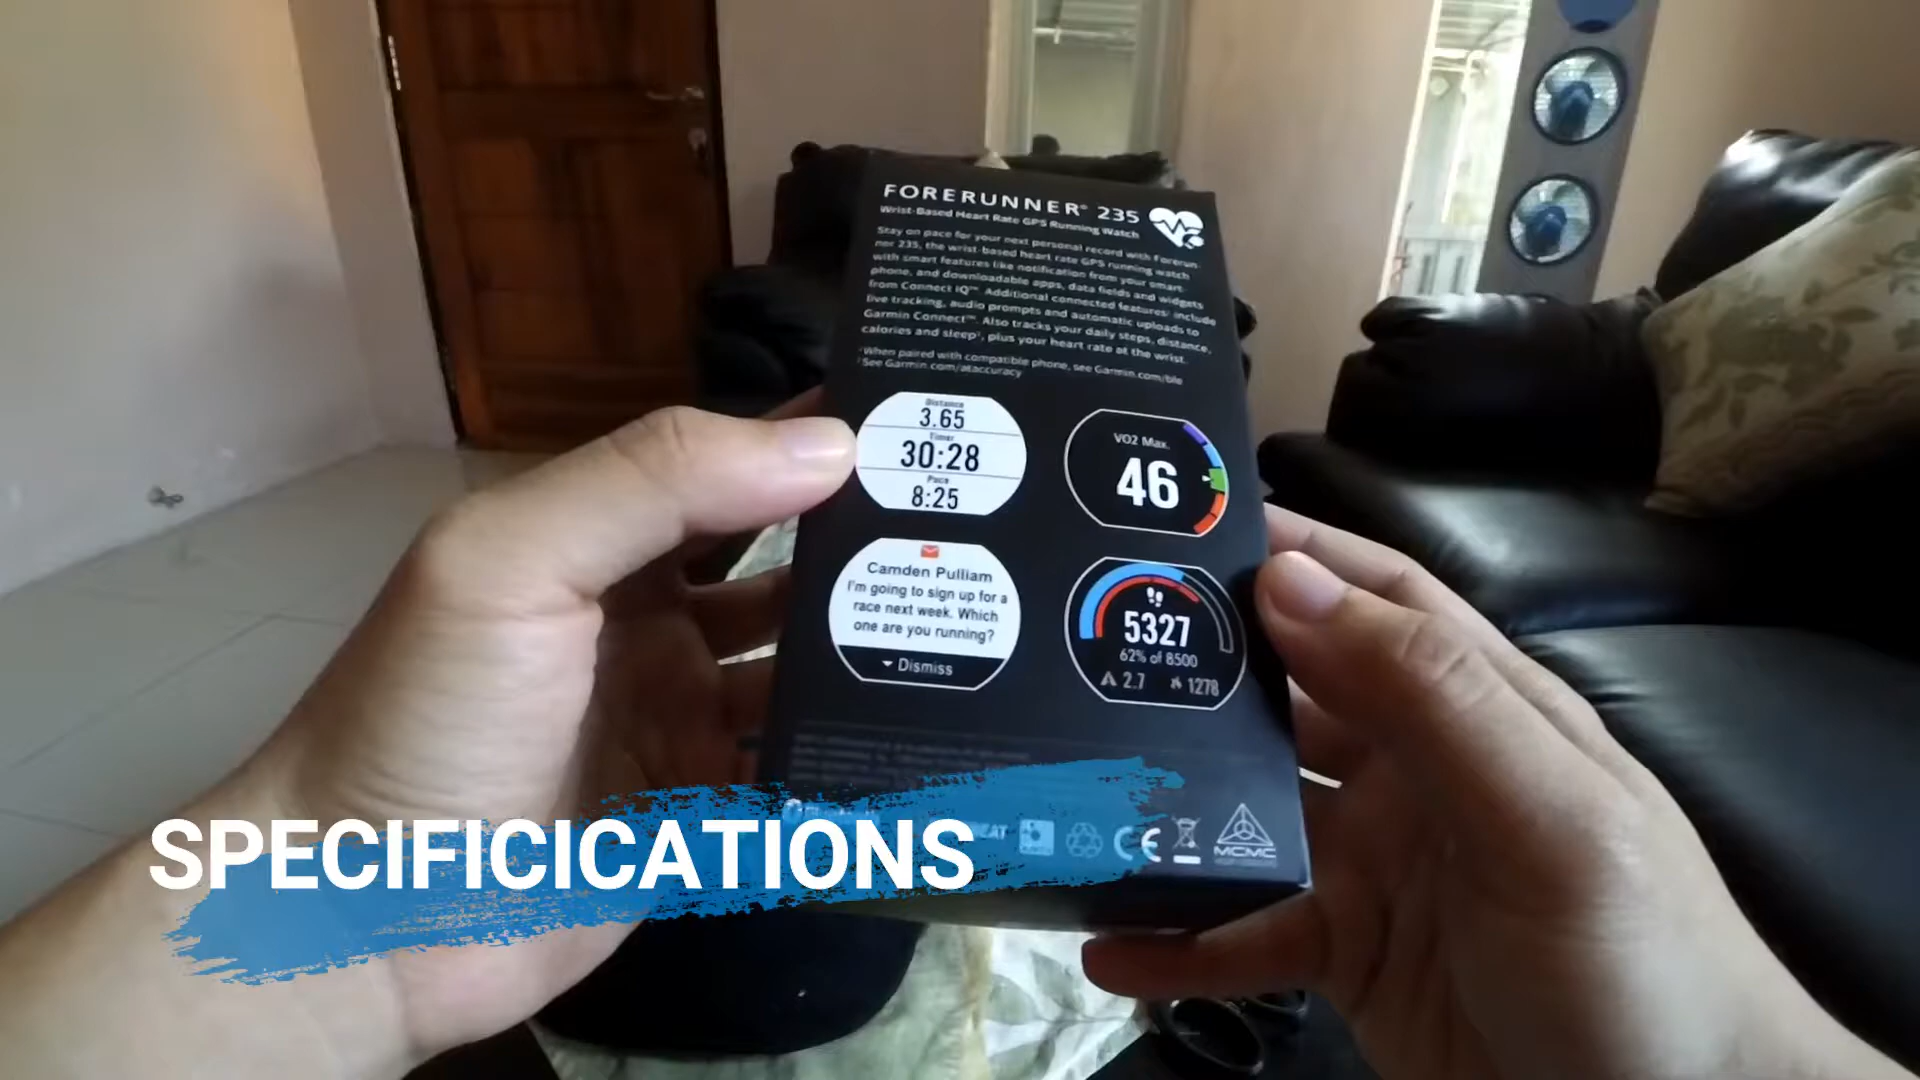 FORERUNNER® 235
Wrist-Based Heart Rate GPS Running Watch
Stay on pace for your next personal record with Forerun-
ner 235, the wrist-based heart rate GPS running watch
with smart features like notification from your smart-
phone, and downloadable apps, data fields and widgets
from Connect IQ™. Additional connected features¹ include
live tracking, audio prompts and automatic uploads to
Garmin Connect™. Also tracks your daily steps, distance,
calories and sleep², plus your heart rate at the wrist.
¹When paired with compatible phone, see Garmin.com/ble
²See Garmin.com/ataccuracy
Distance
3.65
Timer
30:28
Pace
8:25
VO2 Max.
46
Camden Pulliam
I'm going to sign up for a
race next week. Which
one are you running?
Dismiss
5327
62% of 8500
2.7 1278
CE
MCMC
SPECIFICICATIONS